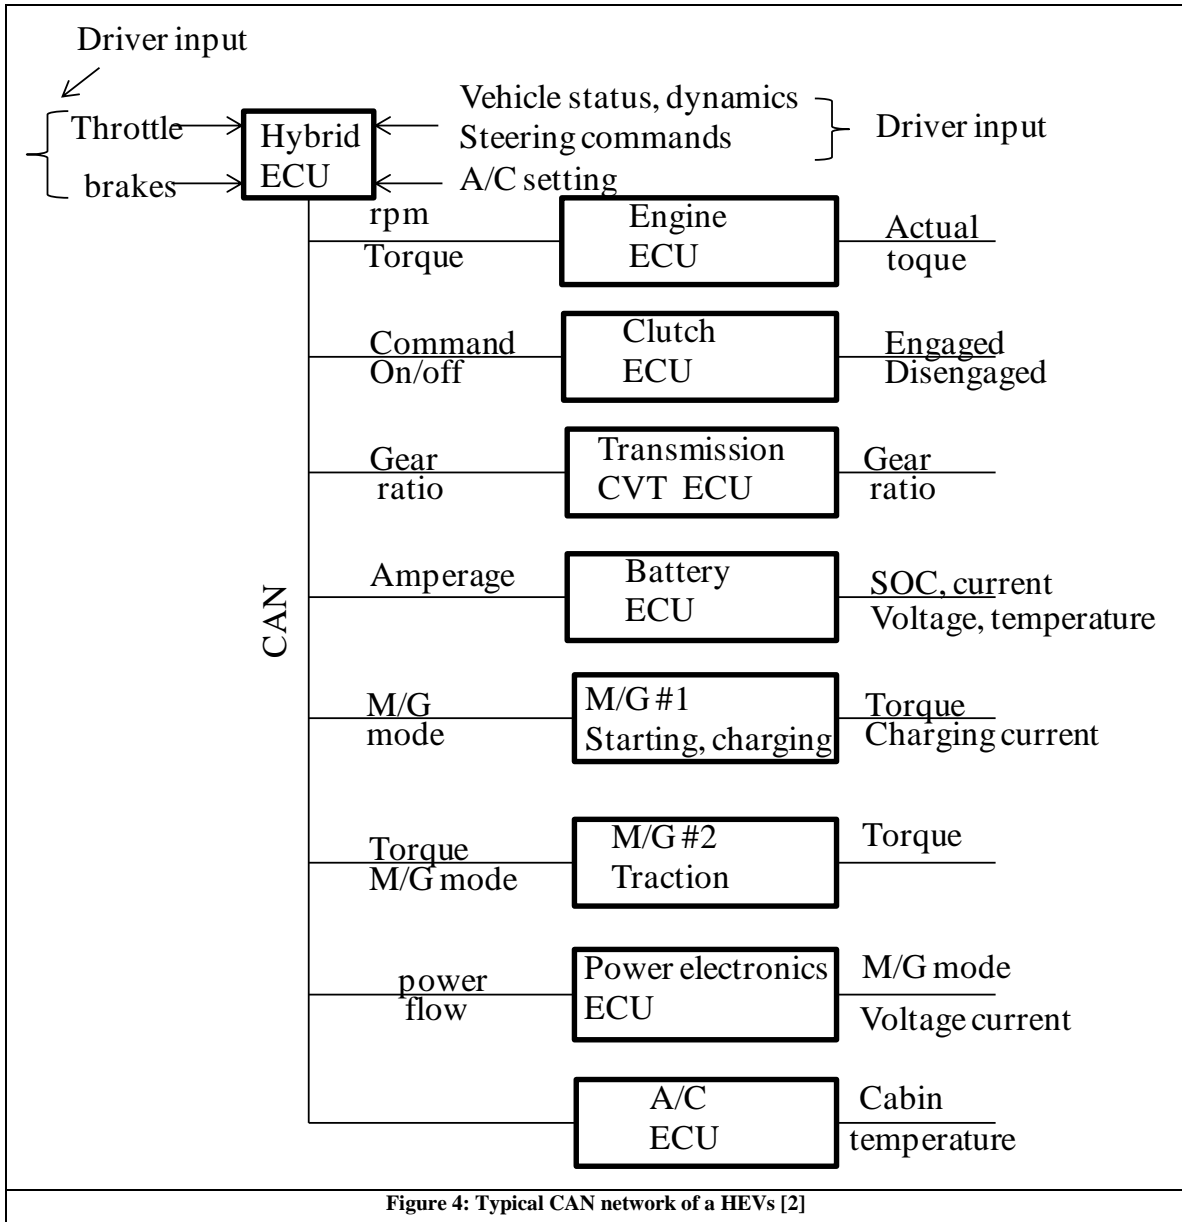 Driver input
Throttle
brakes
Hybrid
ECU
Vehicle status, dynamics
Steering commands
A/C setting
Driver input
rpm
Torque
Engine
ECU
Actual
toque
Command
On/off
Clutch
ECU
Engaged
Disengaged
Gear
ratio
Transmission
CVT ECU
Gear
ratio
CAN
Amperage
Battery
ECU
SOC, current
Voltage, temperature
M/G
mode
M/G #1
Starting, charging
Torque
Charging current
Torque
M/G mode
M/G #2
Traction
Torque
power
flow
Power electronics
ECU
M/G mode
Voltage current
A/C
ECU
Cabin
temperature
Figure 4: Typical CAN network of a HEVs [2]